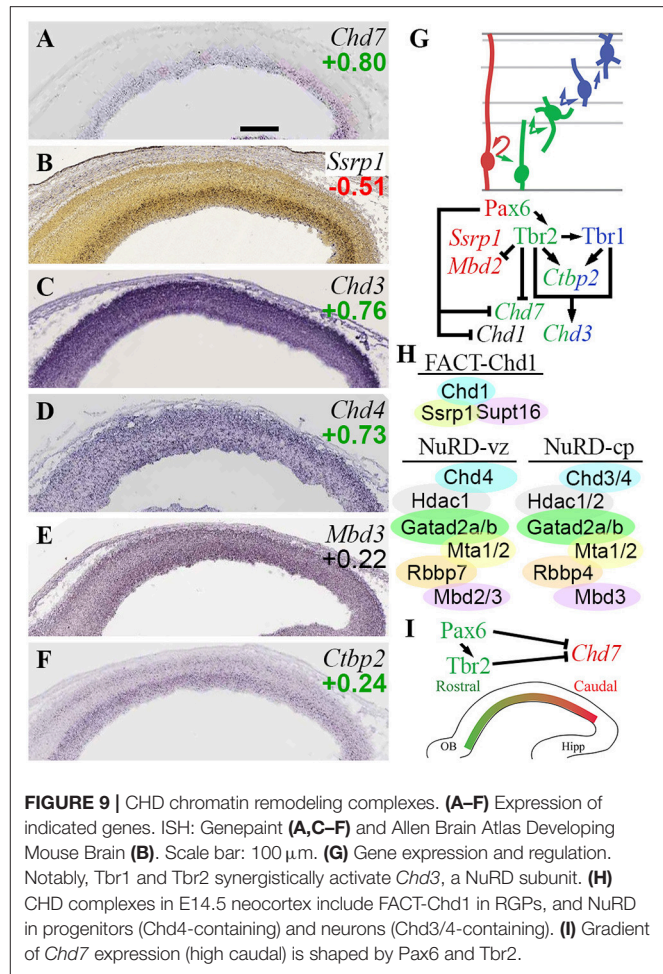 A
Chd7
+0.80
B
Ssrp1
-0.51
C
Chd3
+0.76
D
Chd4
+0.73
E
Mbd3
+0.22
F
Ctbp2
+0.24
G
Pax6
Ssrp1 Tbr2 Tbr1
Mbd2
Ctbp2
Chd7
Chd1 Chd3
H
FACT-Chd1
Chd1
Ssrp1 Supt16
NuRD-vz NuRD-cp
Chd4 Chd3/4
Hdac1 Hdac1/2
Gatad2a/b Gatad2a/b
Mta1/2 Mta1/2
Rbbp7 Rbbp4
Mbd2/3 Mbd3
I
Pax6
Chd7
Tbr2
Rostral Caudal
OB Hipp
FIGURE 9 | CHD chromatin remodeling complexes. (A–F) Expression of
indicated genes. ISH: Genepaint (A,C–F) and Allen Brain Atlas Developing
Mouse Brain (B). Scale bar: 100 μm. (G) Gene expression and regulation.
Notably, Tbr1 and Tbr2 synergistically activate Chd3, a NuRD subunit. (H)
CHD complexes in E14.5 neocortex include FACT-Chd1 in RGPs, and NuRD
in progenitors (Chd4-containing) and neurons (Chd3/4-containing). (I) Gradient
of Chd7 expression (high caudal) is shaped by Pax6 and Tbr2.